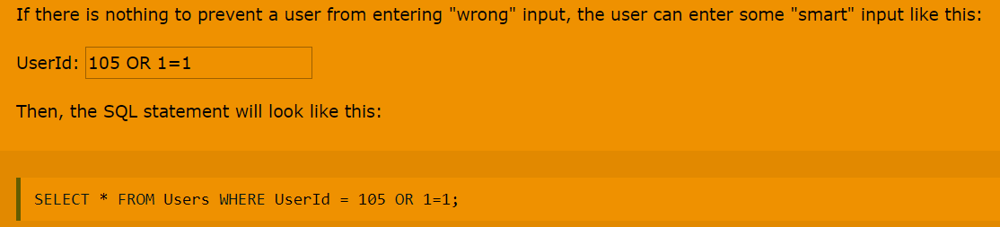 If there is nothing to prevent a user from entering "wrong" input, the user can enter some "smart" input like this:
UserId: 105 OR 1=1
Then, the SQL statement will look like this:
SELECT * FROM Users WHERE UserId = 105 OR 1=1;